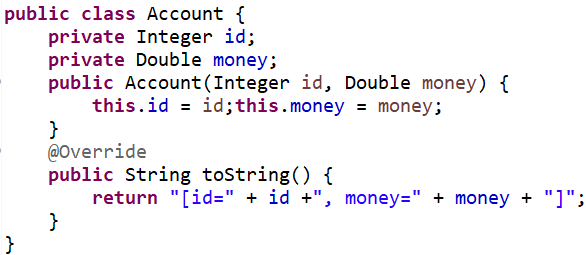 public class Account {
    private Integer id;
    private Double money;
    public Account(Integer id, Double money) {
        this.id = id;this.money = money;
    }
    @Override
    public String toString() {
        return "[id=" + id +", money=" + money + "]";
    }
}